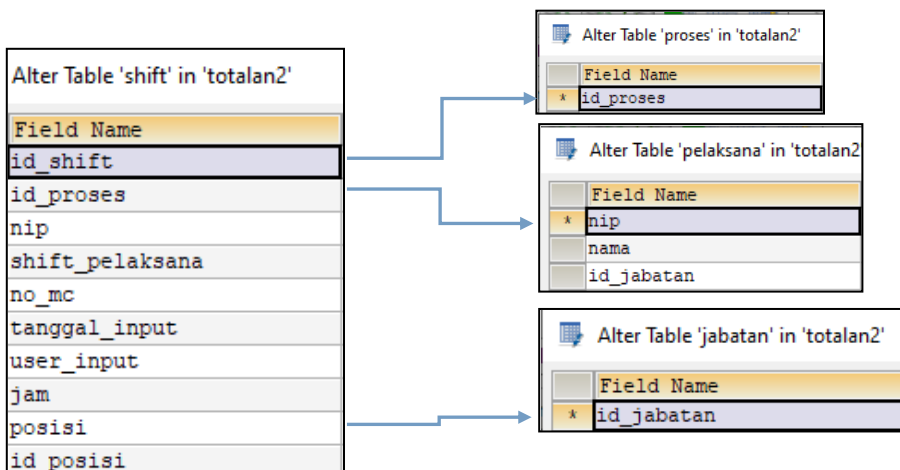 Alter Table 'shift' in 'totalan2'
Field Name
id_shift
id_proses
nip
shift_pelaksana
no_mc
tanggal_input
user_input
jam
posisi
id_posisi
Alter Table 'proses' in 'totalan2'
Field Name
* id_proses
Alter Table 'pelaksana' in 'totalan2
Field Name
* nip
nama
id_jabatan
Alter Table 'jabatan' in 'totalan2'
Field Name
* id_jabatan